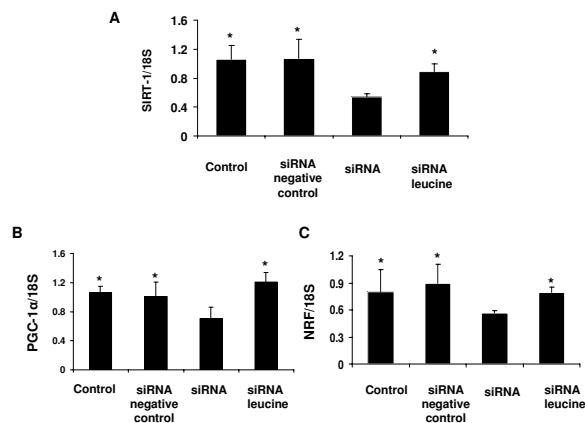 A
SIRT-1/18S
1.6
1.2
0.8
0.4
0
* * *
Control siRNA negative control siRNA siRNA leucine
B
PGC-1α/18S
1.6
1.2
0.8
0.4
0
* * *
Control siRNA negative control siRNA siRNA leucine
C
NRF/18S
1.2
0.9
0.6
0.3
0
* * *
Control siRNA negative control siRNA siRNA leucine